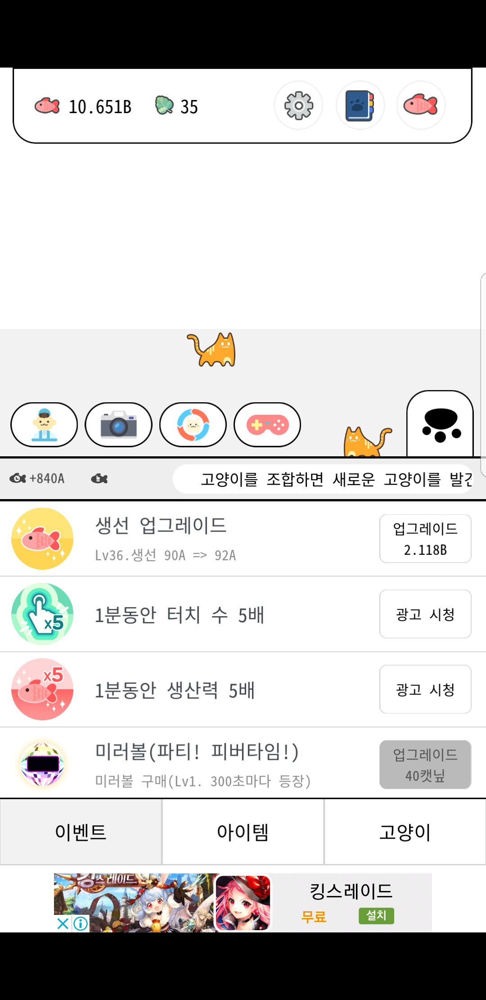 10.651B 35
+840A
고양이를 조합하면 새로운 고양이를
생선 업그레이드
Lv36.생선 90A => 92A
업그레이드
2.118B
x5
1분동안 터치 수 5배
광고 시청
x5
1분동안 생산력 5배
광고 시청
미러볼(파티! 피버타임!)
미러볼 구매(Lv1. 300초마다 등장)
업그레이드
40캣닢
이벤트 아이템 고양이
킹스레이드
킹스레이드
무료 설치